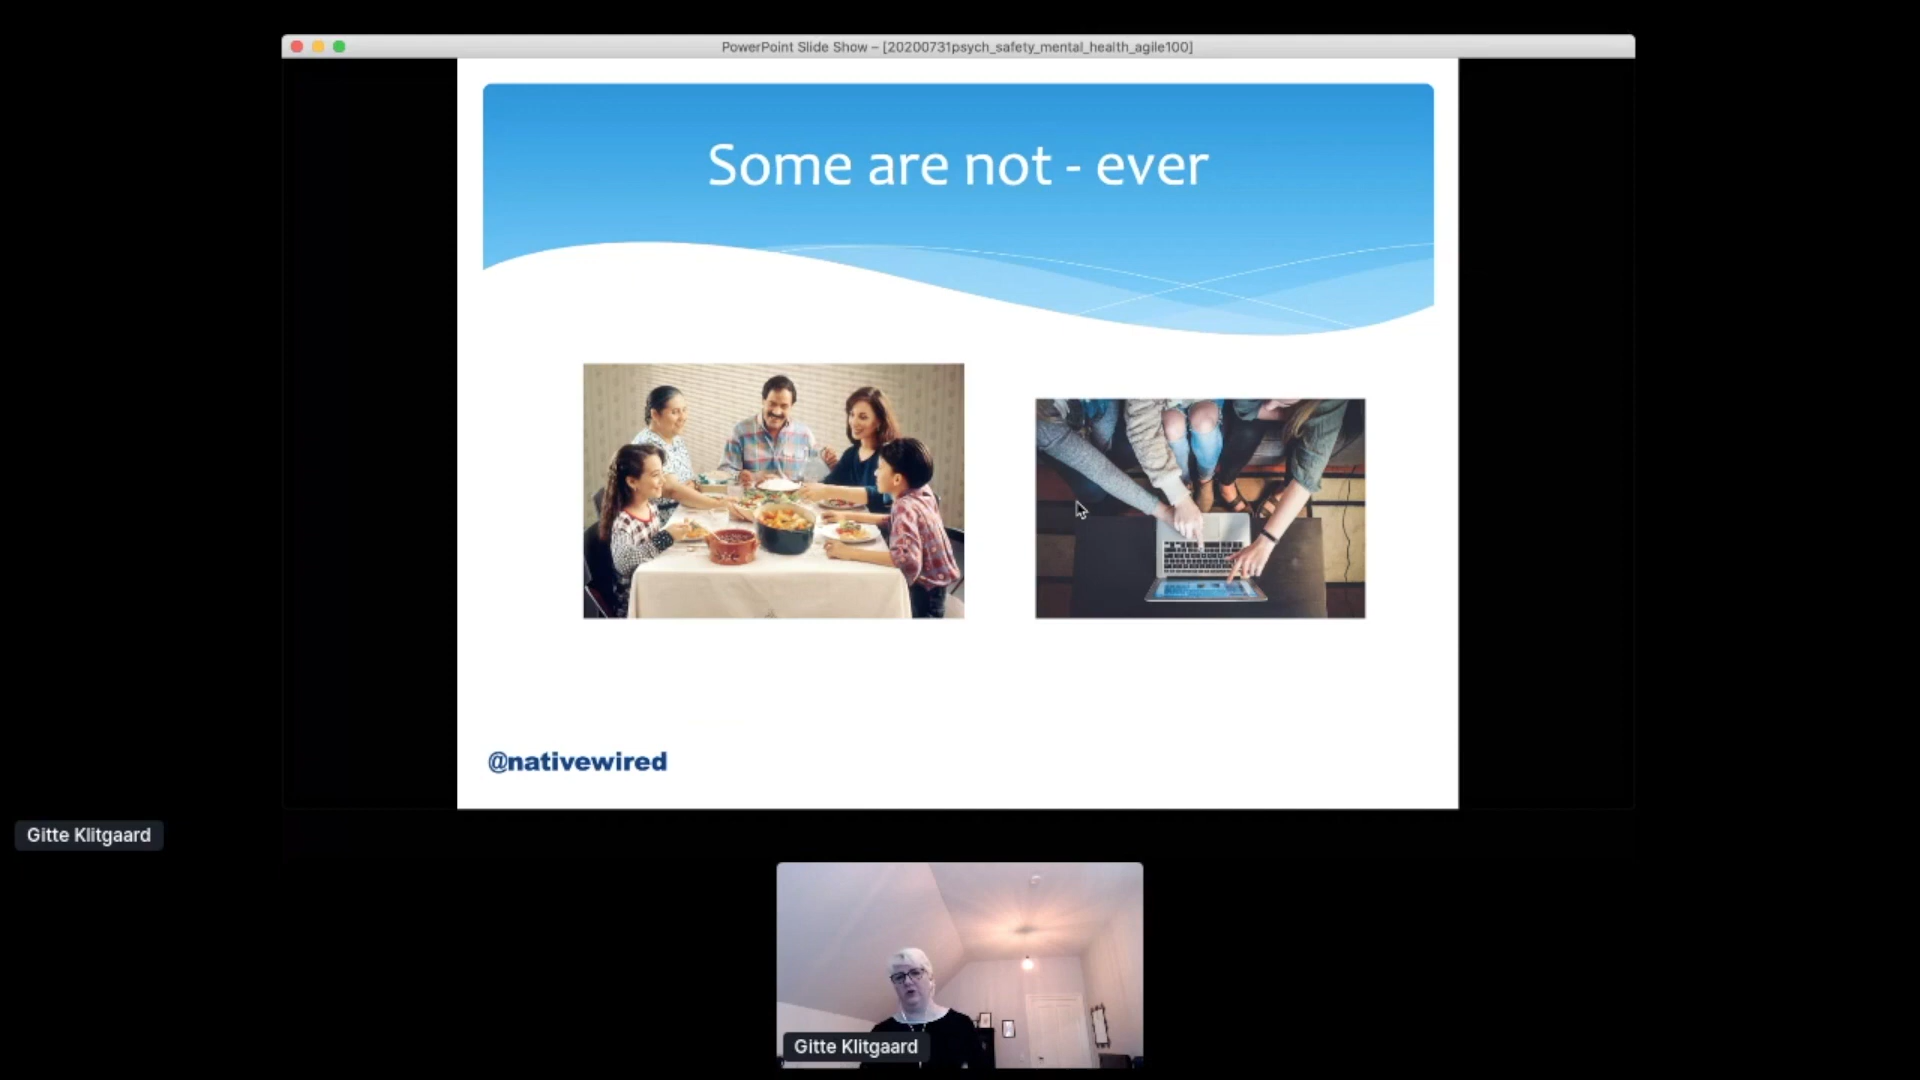 PowerPoint Slide Show – [20200731psych_safety_mental_health_agile100]
Some are not - ever
@nativewired
Gitte Klitgaard
Gitte Klitgaard